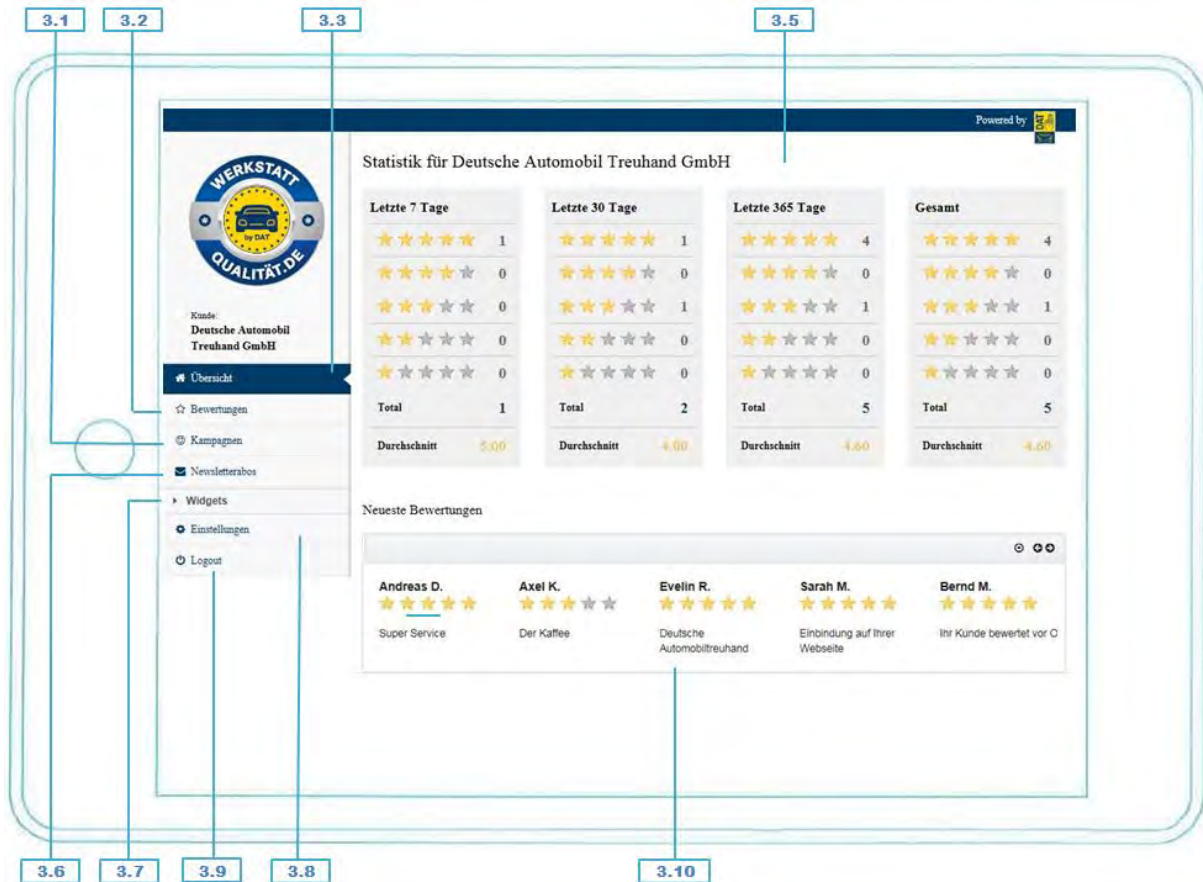 3.1 3.2 3.3 3.5
Powered by
DAT
WERKSTATT
by DAT
QUALITÄT.DE
Kunde:
Deutsche Automobil
Treuhand GmbH
Übersicht
Bewertungen
Kampagnen
Newsletterabos
Widgets
Einstellungen
Logout
Statistik für Deutsche Automobil Treuhand GmbH
Letzte 7 Tage
1
0
0
0
0
Total 1
Durchschnitt 5.00
Letzte 30 Tage
1
0
1
0
0
Total 2
Durchschnitt 4.00
Letzte 365 Tage
4
0
1
0
0
Total 5
Durchschnitt 4.60
Gesamt
4
0
1
0
0
Total 5
Durchschnitt 4.60
Neueste Bewertungen
Andreas D.
Super Service
Axel K.
Der Kaffee
Evelin R.
Deutsche
Automobiltreuhand
Sarah M.
Einbindung auf Ihrer
Webseite
Bernd M.
Ihr Kunde bewertet vor O
3.6 3.7 3.9 3.8 3.10